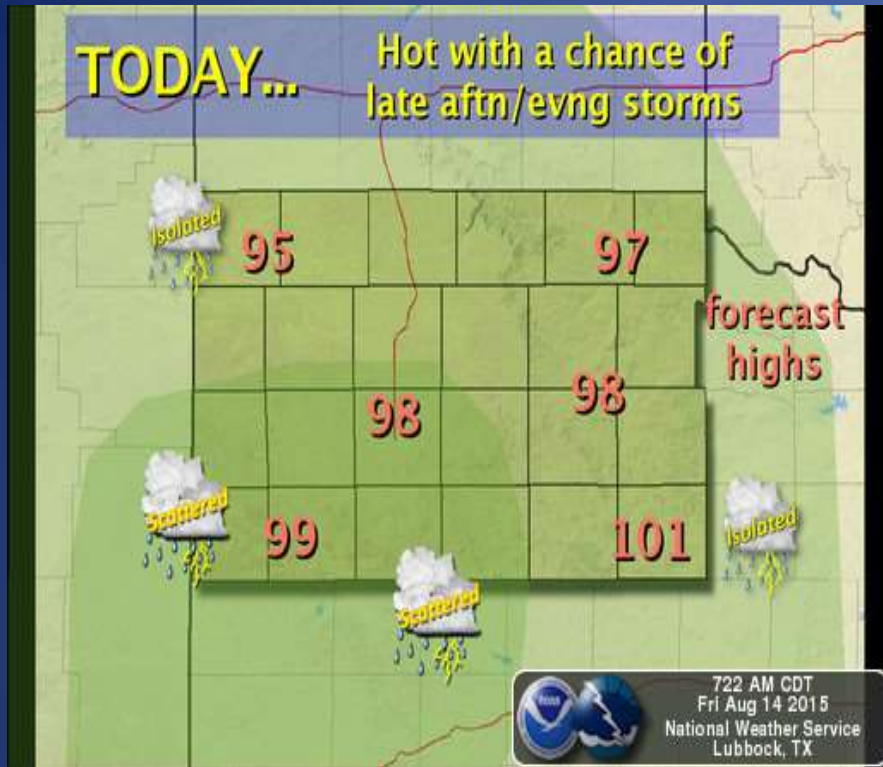 TODAY...
Hot with a chance of
late aftn/evng storms
Isolated
95
97
forecast
highs
98
98
Scattered
99
101
Isolated
Scattered
722 AM CDT
Fri Aug 14 2015
National Weather Service
Lubbock, TX